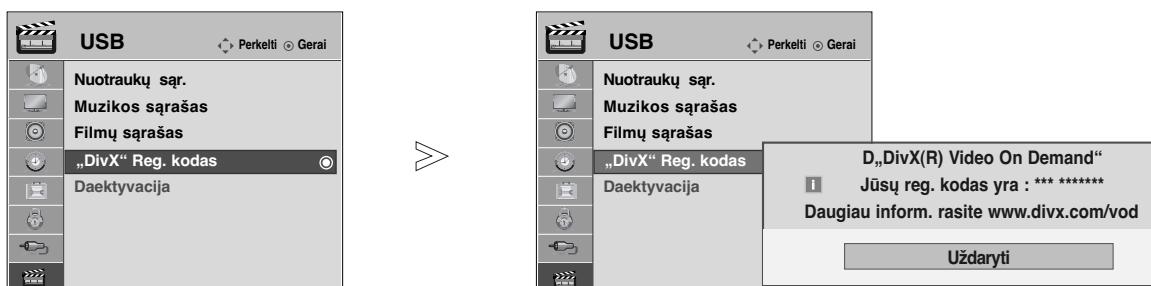 USB
Perkelti Gerai
Nuotraukų sąr.
Muzikos sąrašas
Filmų sąrašas
„DivX“ Reg. kodas
Daektyvacija
USB
Perkelti Gerai
Nuotraukų sąr.
Muzikos sąrašas
Filmų sąrašas
„DivX“ Reg. kodas
Daektyvacija
D„DivX(R) Video On Demand“
i Jūsų reg. kodas yra : *** *******
Daugiau inform. rasite www.divx.com/vod
Uždaryti